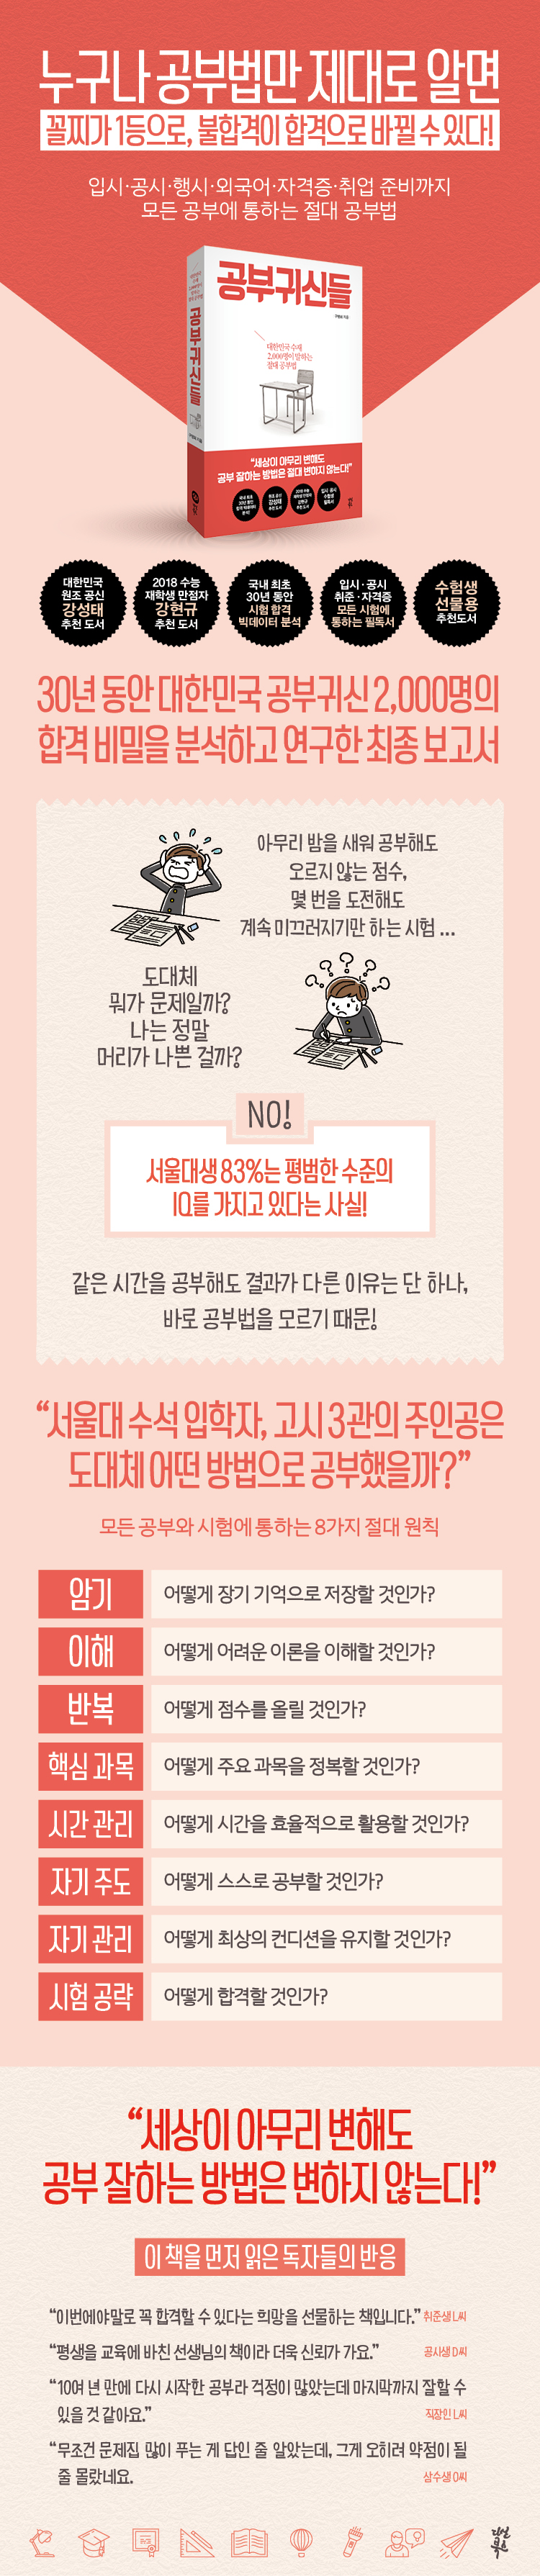 누구나 공부법만 제대로 알면
꼴찌가 1등으로, 불합격이 합격으로 바뀔 수 있다!
입시·공시·행시·외국어·자격증·취업 준비까지
모든 공부에 통하는 절대 공부법
공부귀신들
공부귀신들
대한민국 수재
2,000명이 말하는
절대 공부법
“세상이 아무리 변해도
공부 잘하는 방법은 절대 변하지 않는다!”
대한민국
원조 공신
강성태
추천 도서
2018 수능
재학생 만점자
강현규
추천 도서
국내 최초
30년 동안
시험 합격
빅데이터 분석
입시·공시
취준·자격증
모든 시험에
통하는 필독서
수험생
선물용
추천도서
30년 동안 대한민국 공부귀신 2,000명의
합격 비밀을 분석하고 연구한 최종 보고서
아무리 밤을 새워 공부해도
오르지 않는 점수,
몇 번을 도전해도
계속 미끄러지기만 하는 시험 ...
도대체
뭐가 문제일까?
나는 정말
머리가 나쁜 걸까?
NO!
서울대생 83%는 평범한 수준의
IQ를 가지고 있다는 사실!
같은 시간을 공부해도 결과가 다른 이유는 단 하나,
바로 공부법을 모르기 때문!
“서울대 수석 입학자, 고시 3관의 주인공은
도대체 어떤 방법으로 공부했을까?”
모든 공부와 시험에 통하는 8가지 절대 원칙
암기 어떻게 장기 기억으로 저장할 것인가?
이해 어떻게 어려운 이론을 이해할 것인가?
반복 어떻게 점수를 올릴 것인가?
핵심 과목 어떻게 주요 과목을 정복할 것인가?
시간 관리 어떻게 시간을 효율적으로 활용할 것인가?
자기 주도 어떻게 스스로 공부할 것인가?
자기 관리 어떻게 최상의 컨디션을 유지할 것인가?
시험 공략 어떻게 합격할 것인가?
“세상이 아무리 변해도
공부 잘하는 방법은 변하지 않는다!”
이 책을 먼저 읽은 독자들의 반응
“이번에야말로 꼭 합격할 수 있다는 희망을 선물하는 책입니다.” 취준생 L씨
“평생을 교육에 바친 선생님의 책이라 더욱 신뢰가 가요.” 공시생 D씨
“10여 년 만에 다시 시작한 공부라 걱정이 많았는데 마지막까지 잘할 수
있을 것 같아요.” 직장인 L씨
“무조건 문제집 많이 푸는 게 답인 줄 알았는데, 그게 오히려 약점이 될
줄 몰랐네요. 삼수생 O씨
다산북스